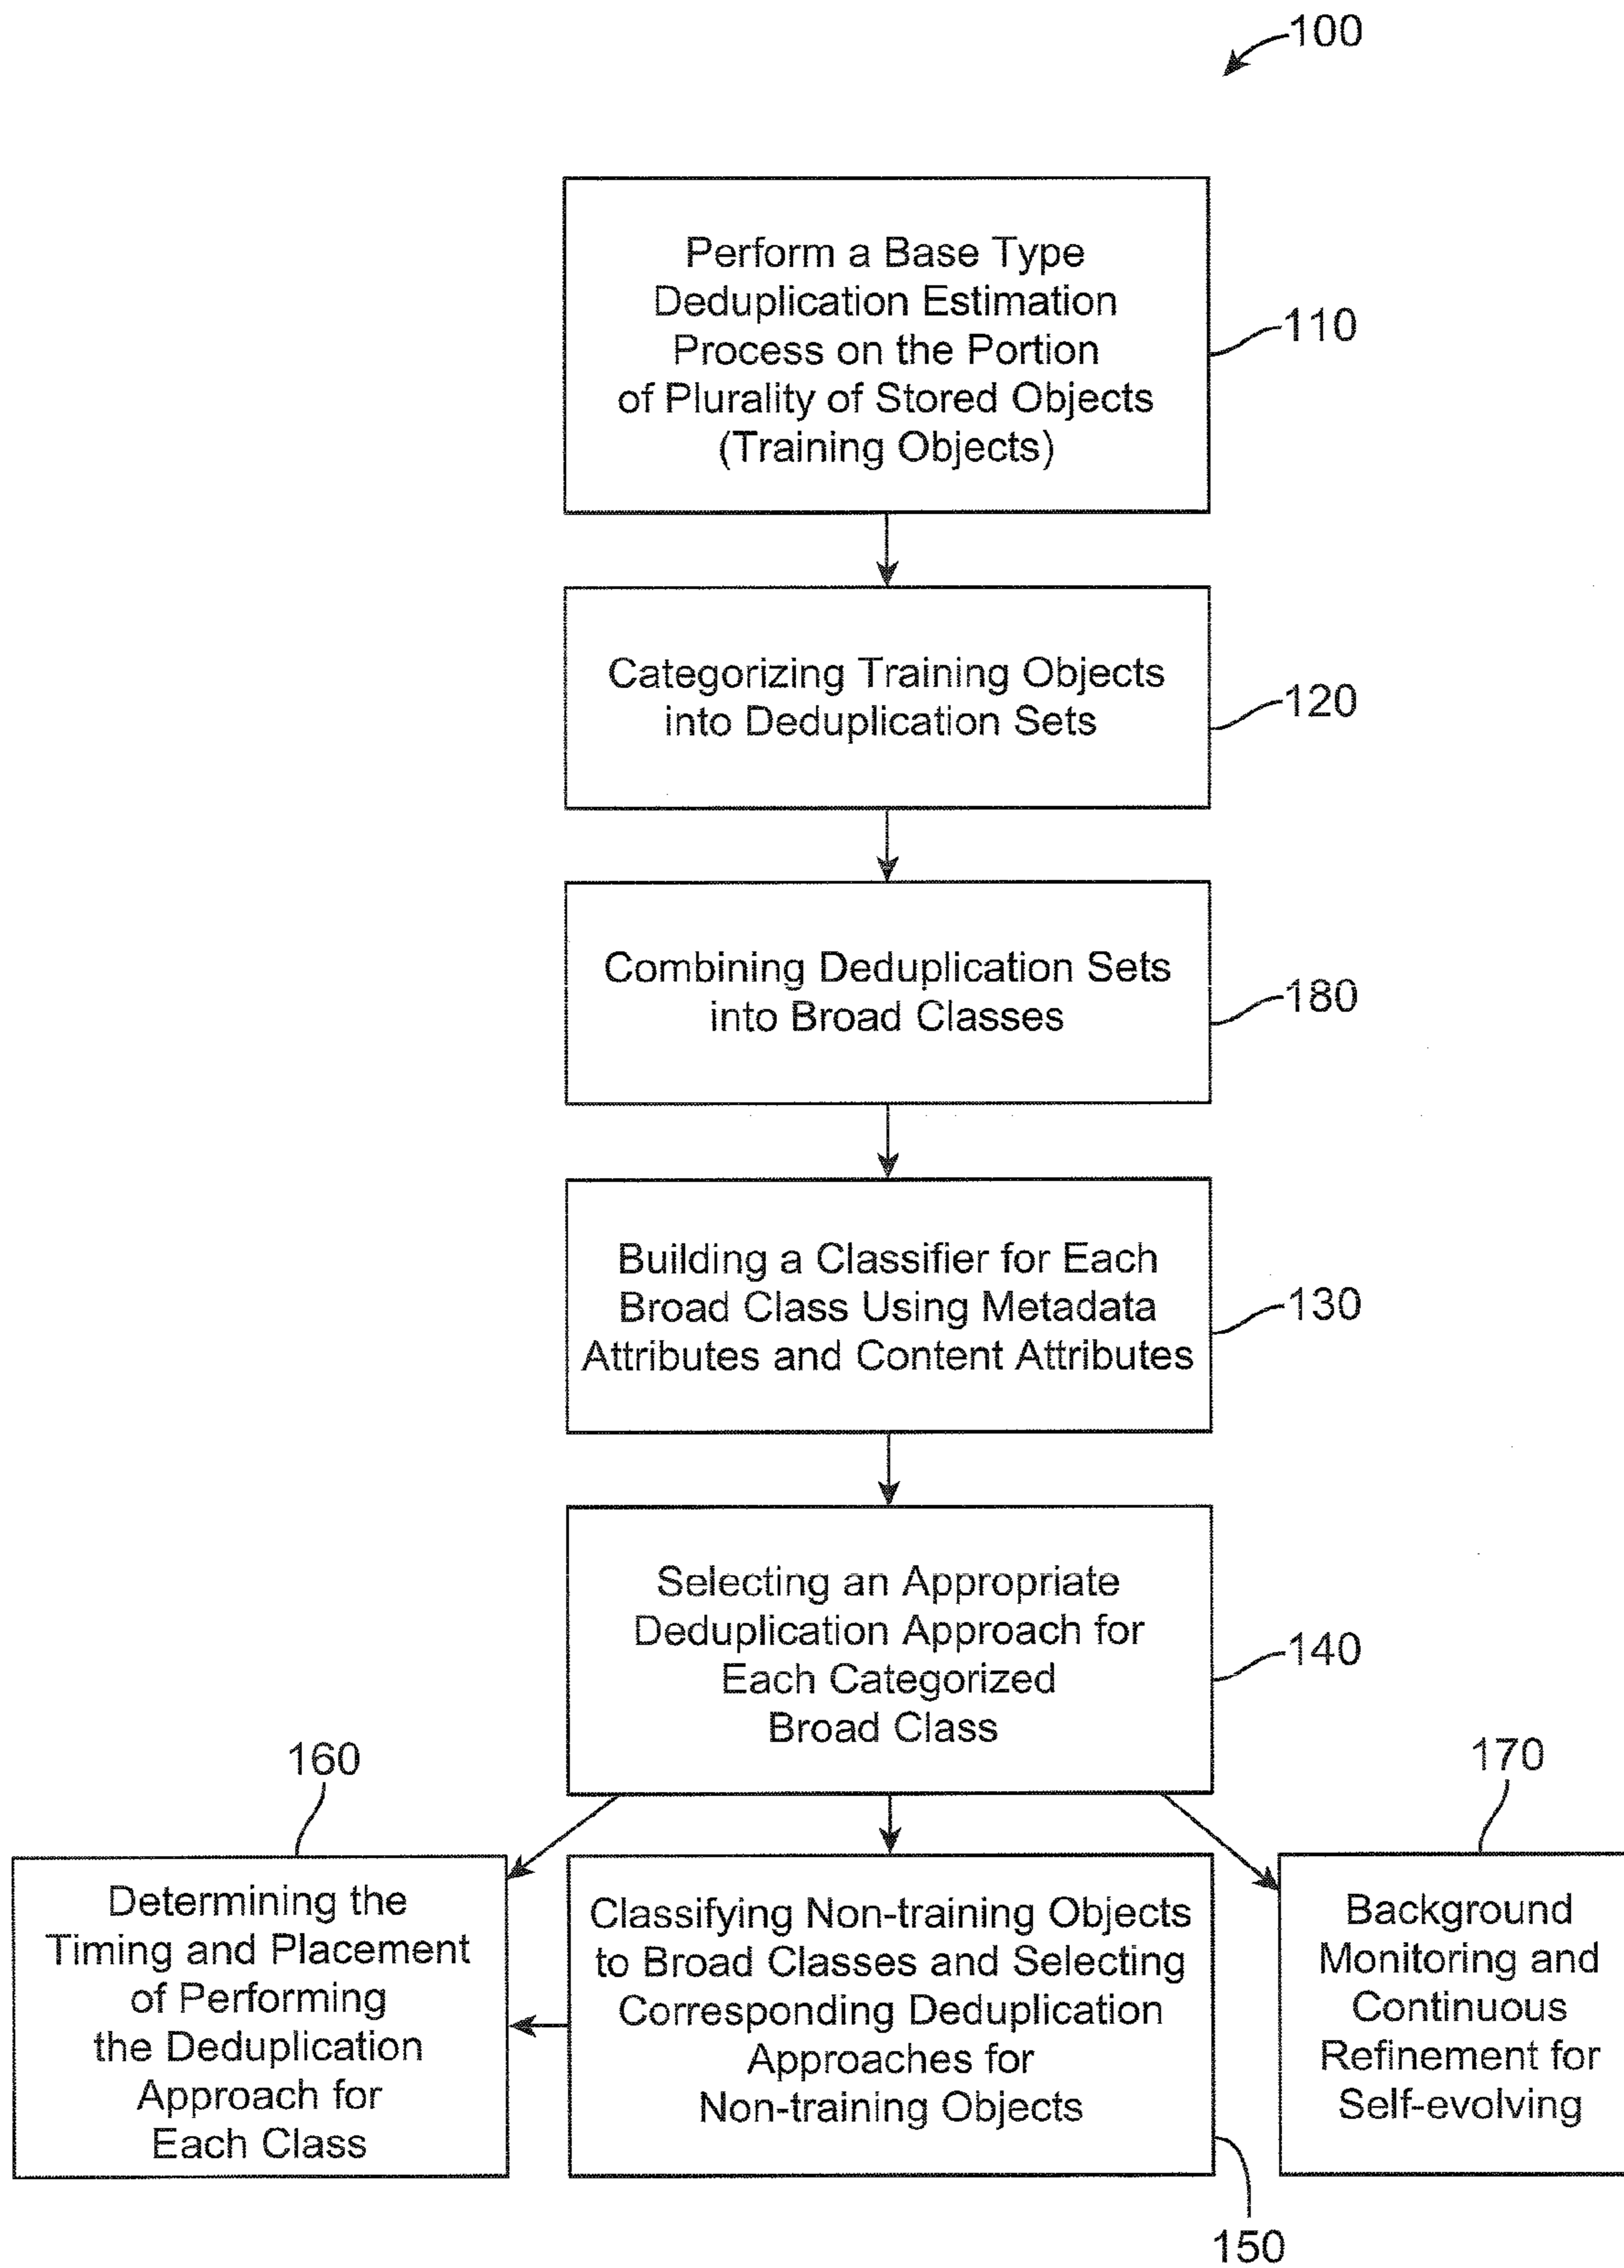 100
Perform a Base Type
Deduplication Estimation
Process on the Portion
of Plurality of Stored Objects
(Training Objects)
110
Categorizing Training Objects
into Deduplication Sets
120
Combining Deduplication Sets
into Broad Classes
180
Building a Classifier for Each
Broad Class Using Metadata
Attributes and Content Attributes
130
Selecting an Appropriate
Deduplication Approach for
Each Categorized
Broad Class
140
160
170
Determining the
Timing and Placement
of Performing
the Deduplication
Approach for
Each Class
Classifying Non-training Objects
to Broad Classes and Selecting
Corresponding Deduplication
Approaches for
Non-training Objects
Background
Monitoring and
Continuous
Refinement for
Self-evolving
150